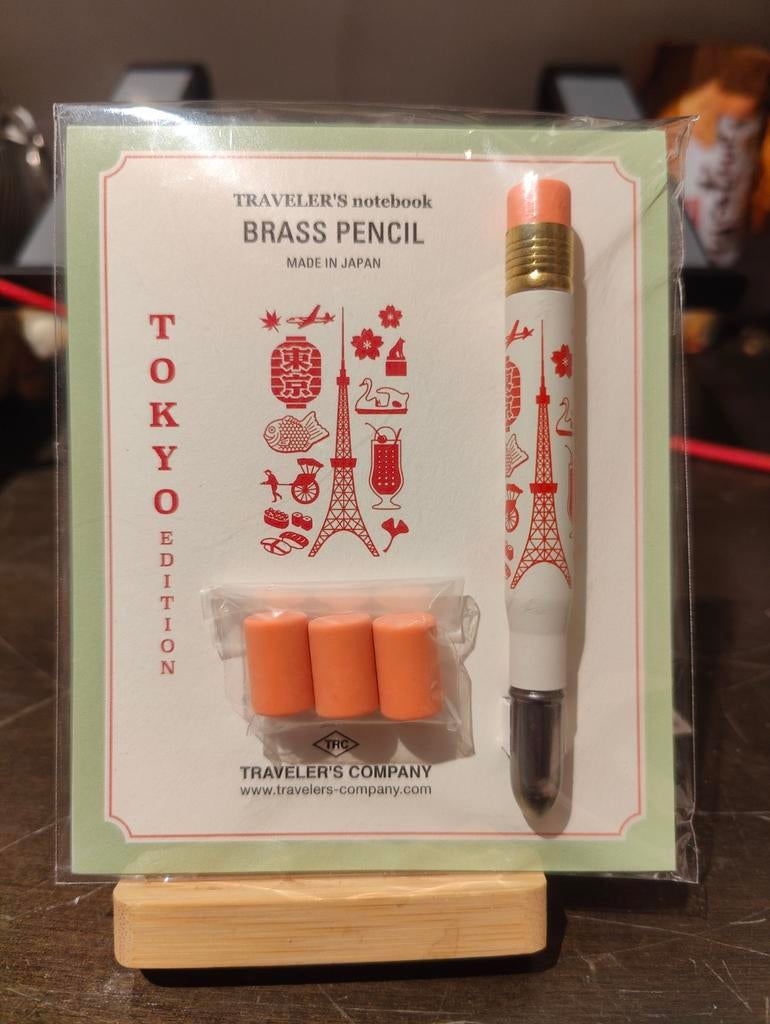 TRAVELER'S notebook
BRASS PENCIL
MADE IN JAPAN
TOKYO
EDITION
東京
TRC
TRAVELER'S COMPANY
www.travelers-company.com